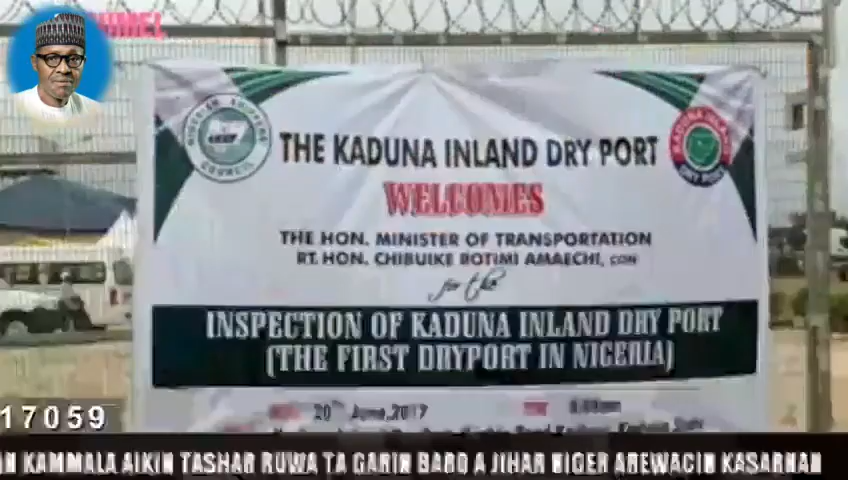 THE KADUNA INLAND DRY PORT
WELCOMES
THE HON. MINISTER OF TRANSPORTATION
RT. HON. CHIBUIKE ROTIMI AMAECHI, CON
for the
INSPECTION OF KADUNA INLAND DRY PORT
(THE FIRST DRYPORT IN NIGERIA)
20TH June, 2017
17059
KAMMALA AIKIN TASHAR RUWA TA GARIN BARO A JIHAR NIGER AREWACIN KASARNAN